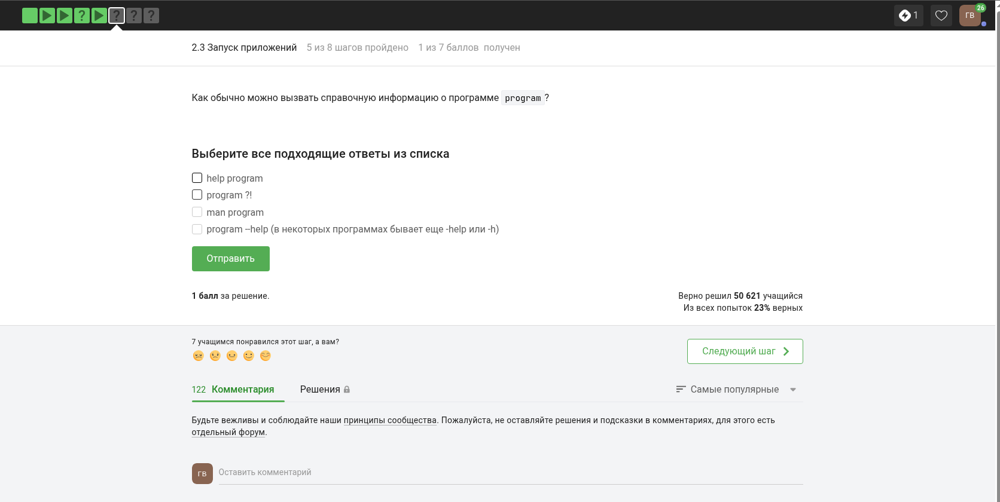 ? ? ? ?
1
26
ГВ
2.3 Запуск приложений 5 из 8 шагов пройдено 1 из 7 баллов получен
Как обычно можно вызвать справочную информацию о программе program?
Выберите все подходящие ответы из списка
help program
program ?!
man program
program --help (в некоторых программах бывает еще -help или -h)
Отправить
1 балл за решение.
Верно решил 50 621 учащийся
Из всех попыток 23% верных
7 учащимся понравился этот шаг, а вам?
Следующий шаг
122 Комментария Решения Самые популярные
Будьте вежливы и соблюдайте наши принципы сообщества. Пожалуйста, не оставляйте решения и подсказки в комментариях, для этого есть
отдельный форум.
ГВ Оставить комментарий